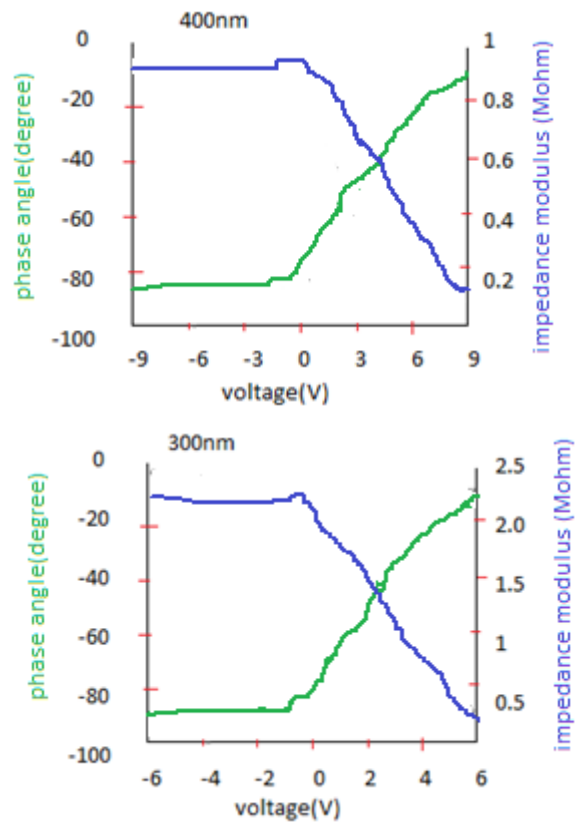 400nm
phase angle(degree)
0
-20
-40
-60
-80
-100
1
0.8
0.6
0.4
0.2
impedance modulus (Mohm)
-9 -6 -3 0 3 6 9
voltage(V)
300nm
phase angle(degree)
0
-20
-40
-60
-80
-100
2.5
2.0
1.5
1
0.5
impedance modulus (Mohm)
-6 -4 -2 0 2 4 6
voltage(V)